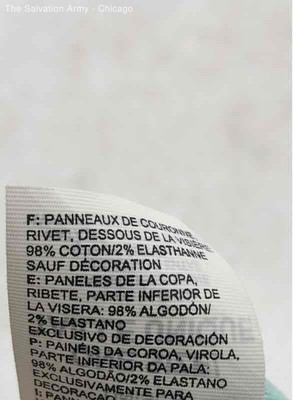 The Salvation Army - Chicago
F: PANNEAUX DE COURONNE,
RIVET, DESSOUS DE LA VISIÈRE:
98% COTON/2% ELASTHANNE
SAUF DÉCORATION
E: PANELES DE LA COPA,
RIBETE, PARTE INFERIOR DE
LA VISERA: 98% ALGODÓN/
2% ELASTANO
EXCLUSIVO DE DECORACIÓN
P: PANÉIS DA COROA, VIROLA,
PARTE INFERIOR DA PALA:
98% ALGODÃO/2% ELASTANO
EXCLUSIVAMENTE PARA
DECORAÇÃO